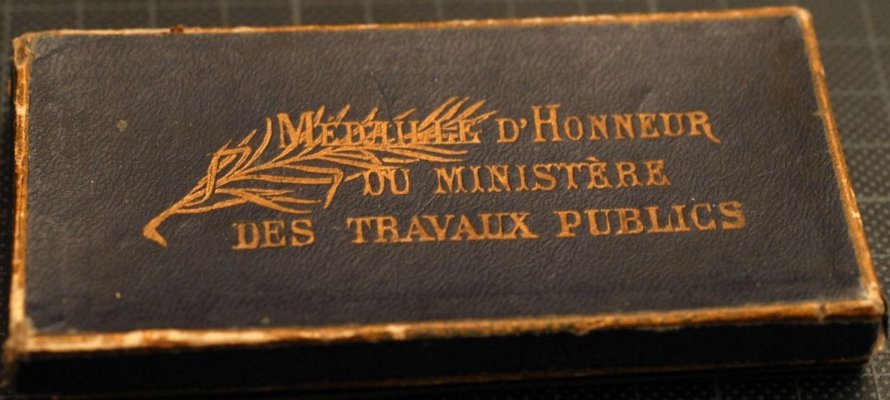 MÉDAILLE D'HONNEUR
DU MINISTÈRE
DES TRAVAUX PUBLICS